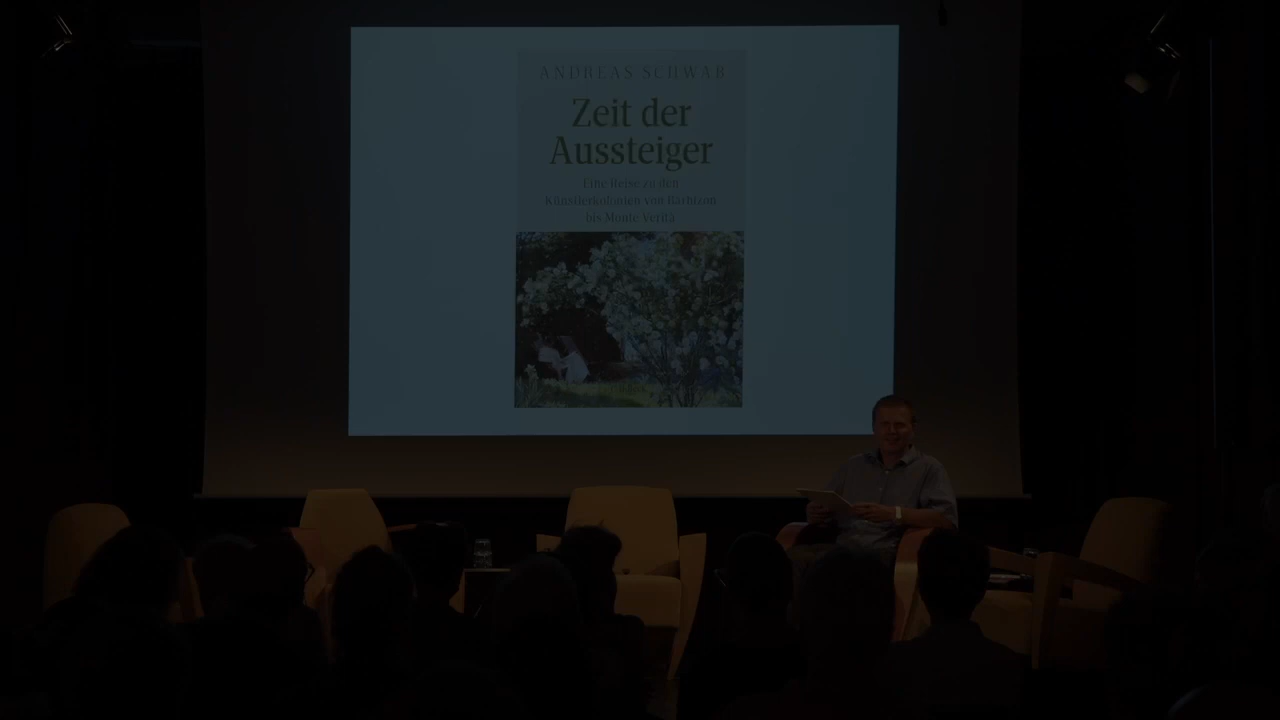 ANDREAS SCHWAB
Zeit der
Aussteiger
Eine Reise zu den
Künstlerkolonien von Barbizon
bis Monte Verità